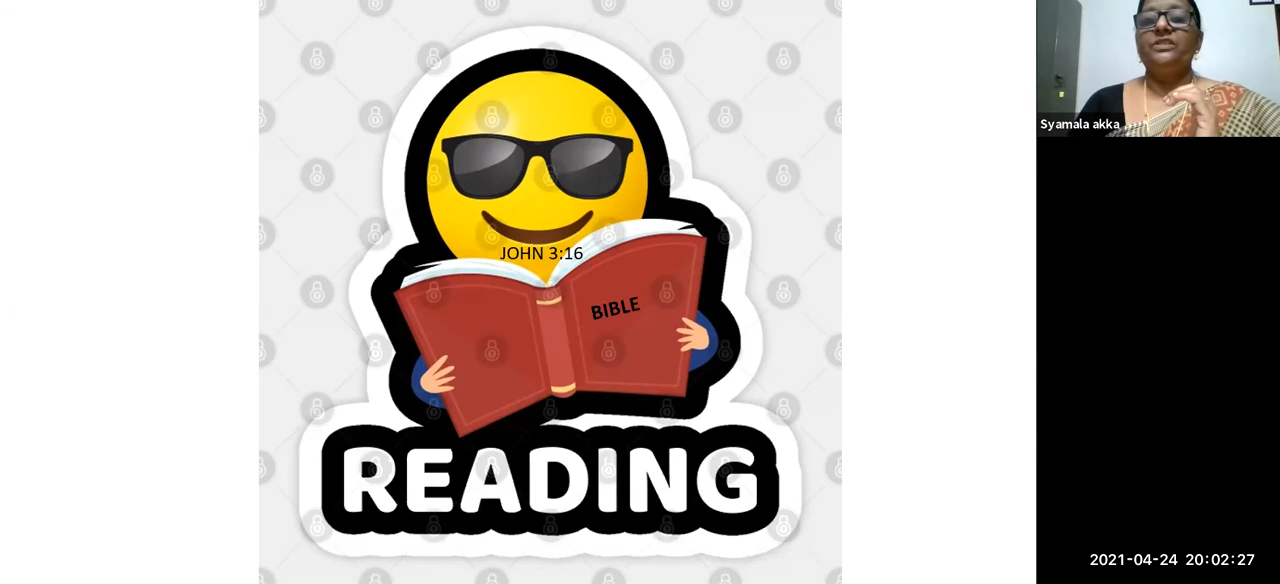 JOHN 3:16
BIBLE
READING
Syamala akka
2021-04-24 20:02:27